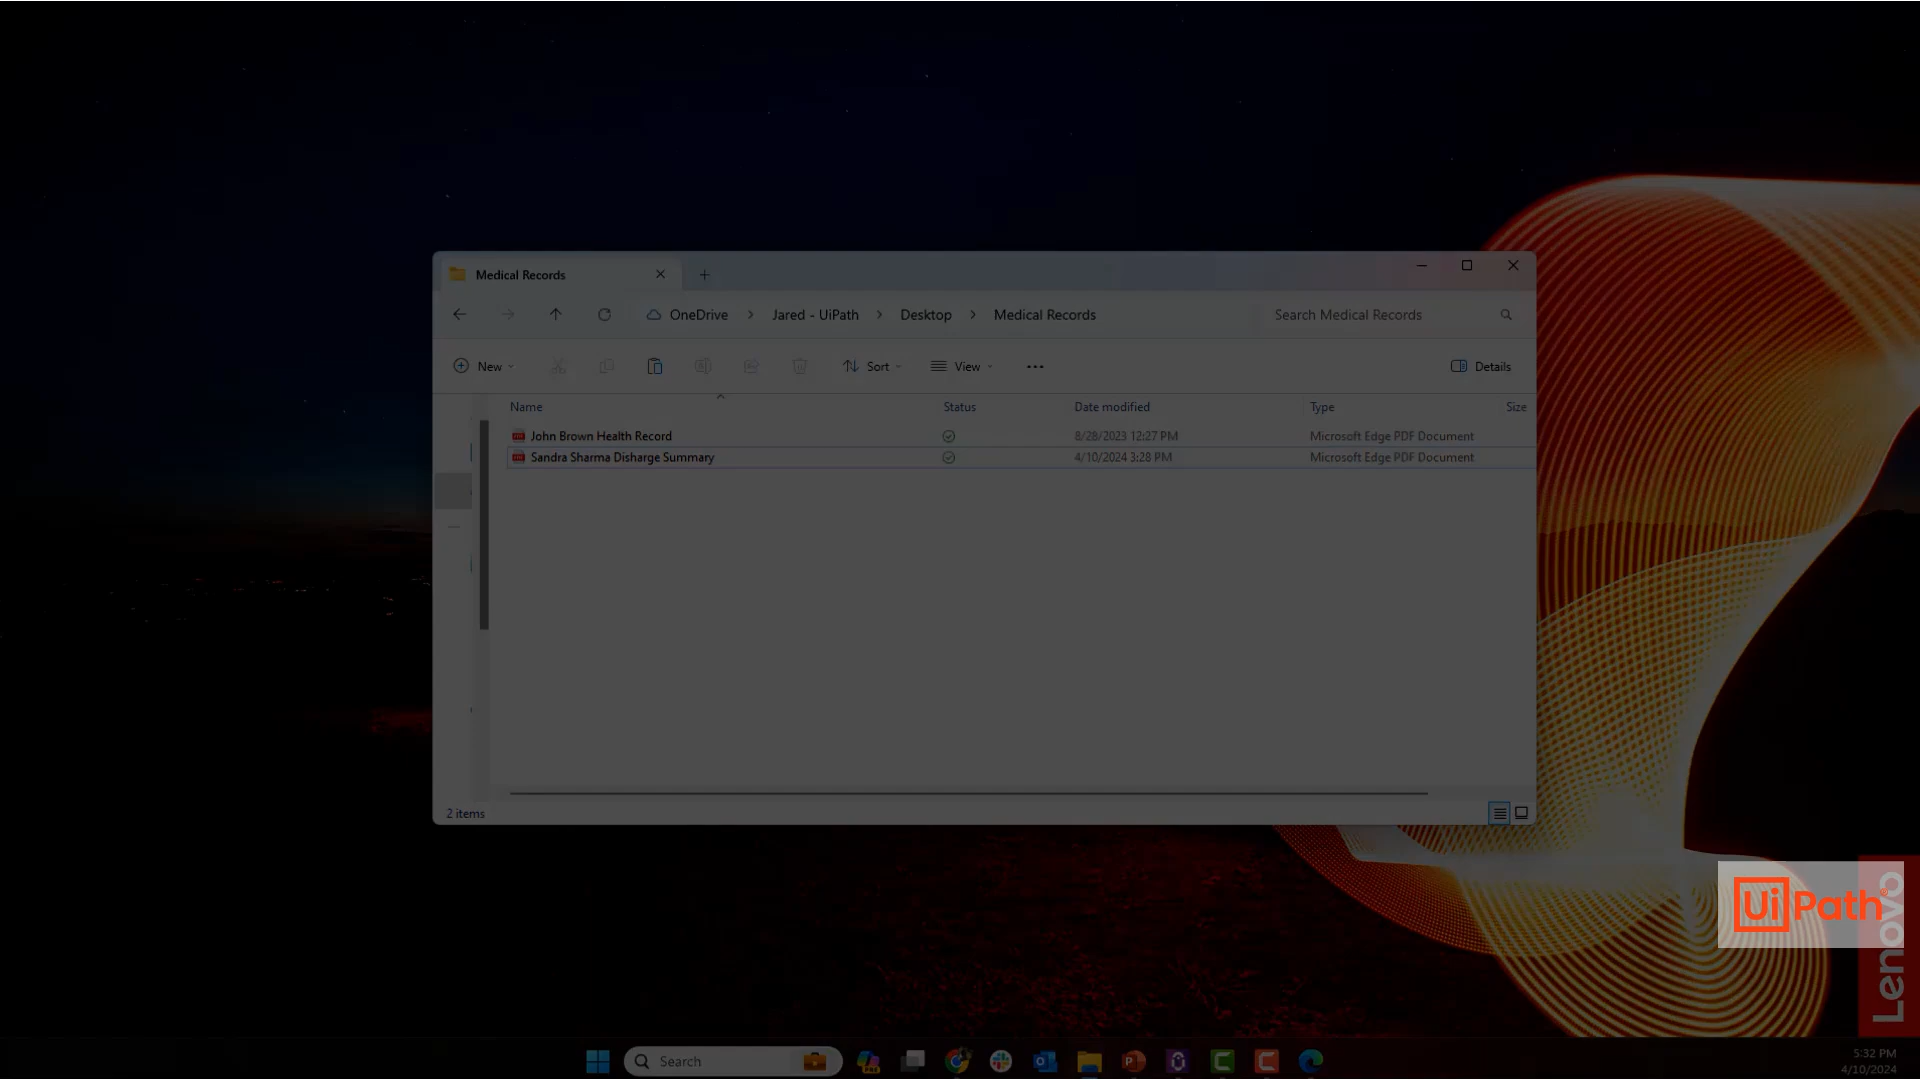 Medical Records
OneDrive > Jared - UiPath > Desktop > Medical Records
Search Medical Records
New
Sort
View
Details
Name Status Date modified Type Size
John Brown Health Record 8/28/2023 12:27 PM Microsoft Edge PDF Document
Sandra Sharma Disharge Summary 4/10/2024 3:28 PM Microsoft Edge PDF Document
2 items
UiPath®
Lenovo
Search
5:32 PM
4/10/2024